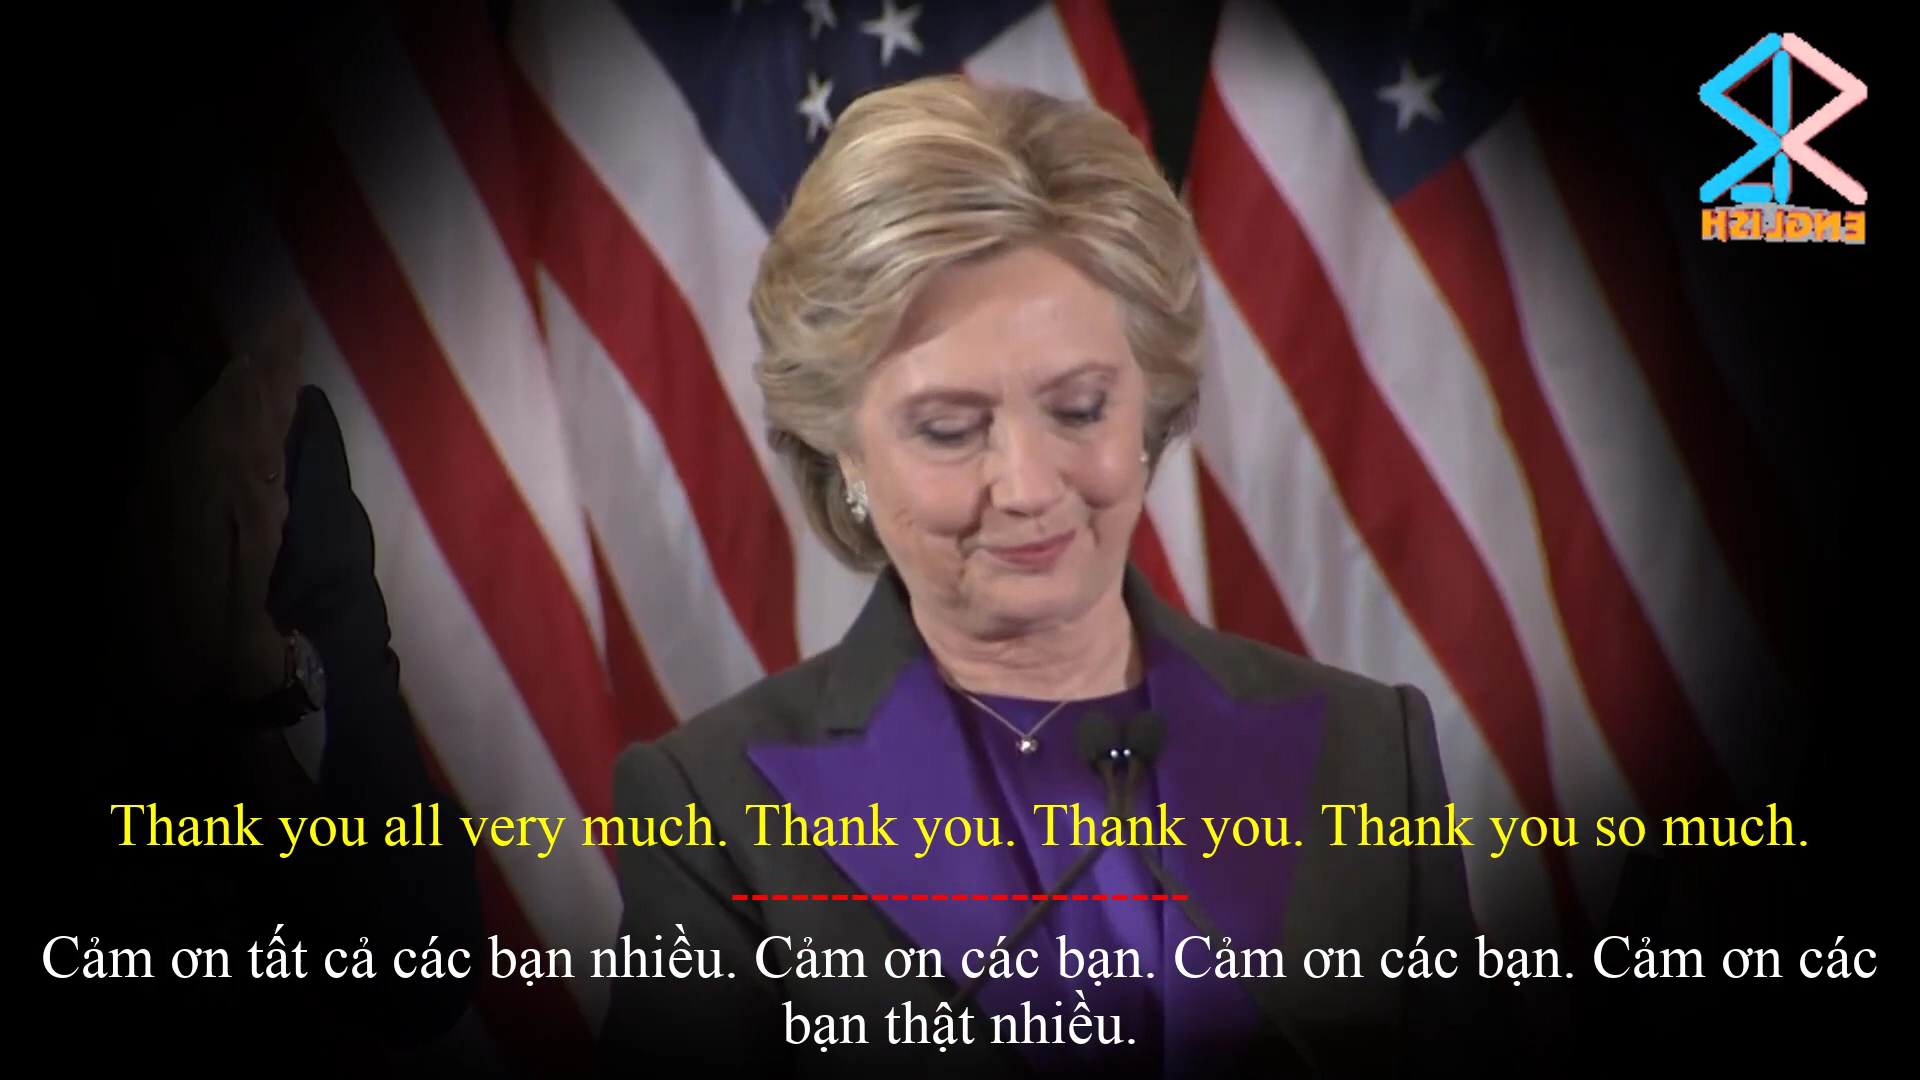 ENGLISH
Thank you all very much. Thank you. Thank you. Thank you so much.
-----------------------
Cảm ơn tất cả các bạn nhiều. Cảm ơn các bạn. Cảm ơn các bạn. Cảm ơn các
bạn thật nhiều.